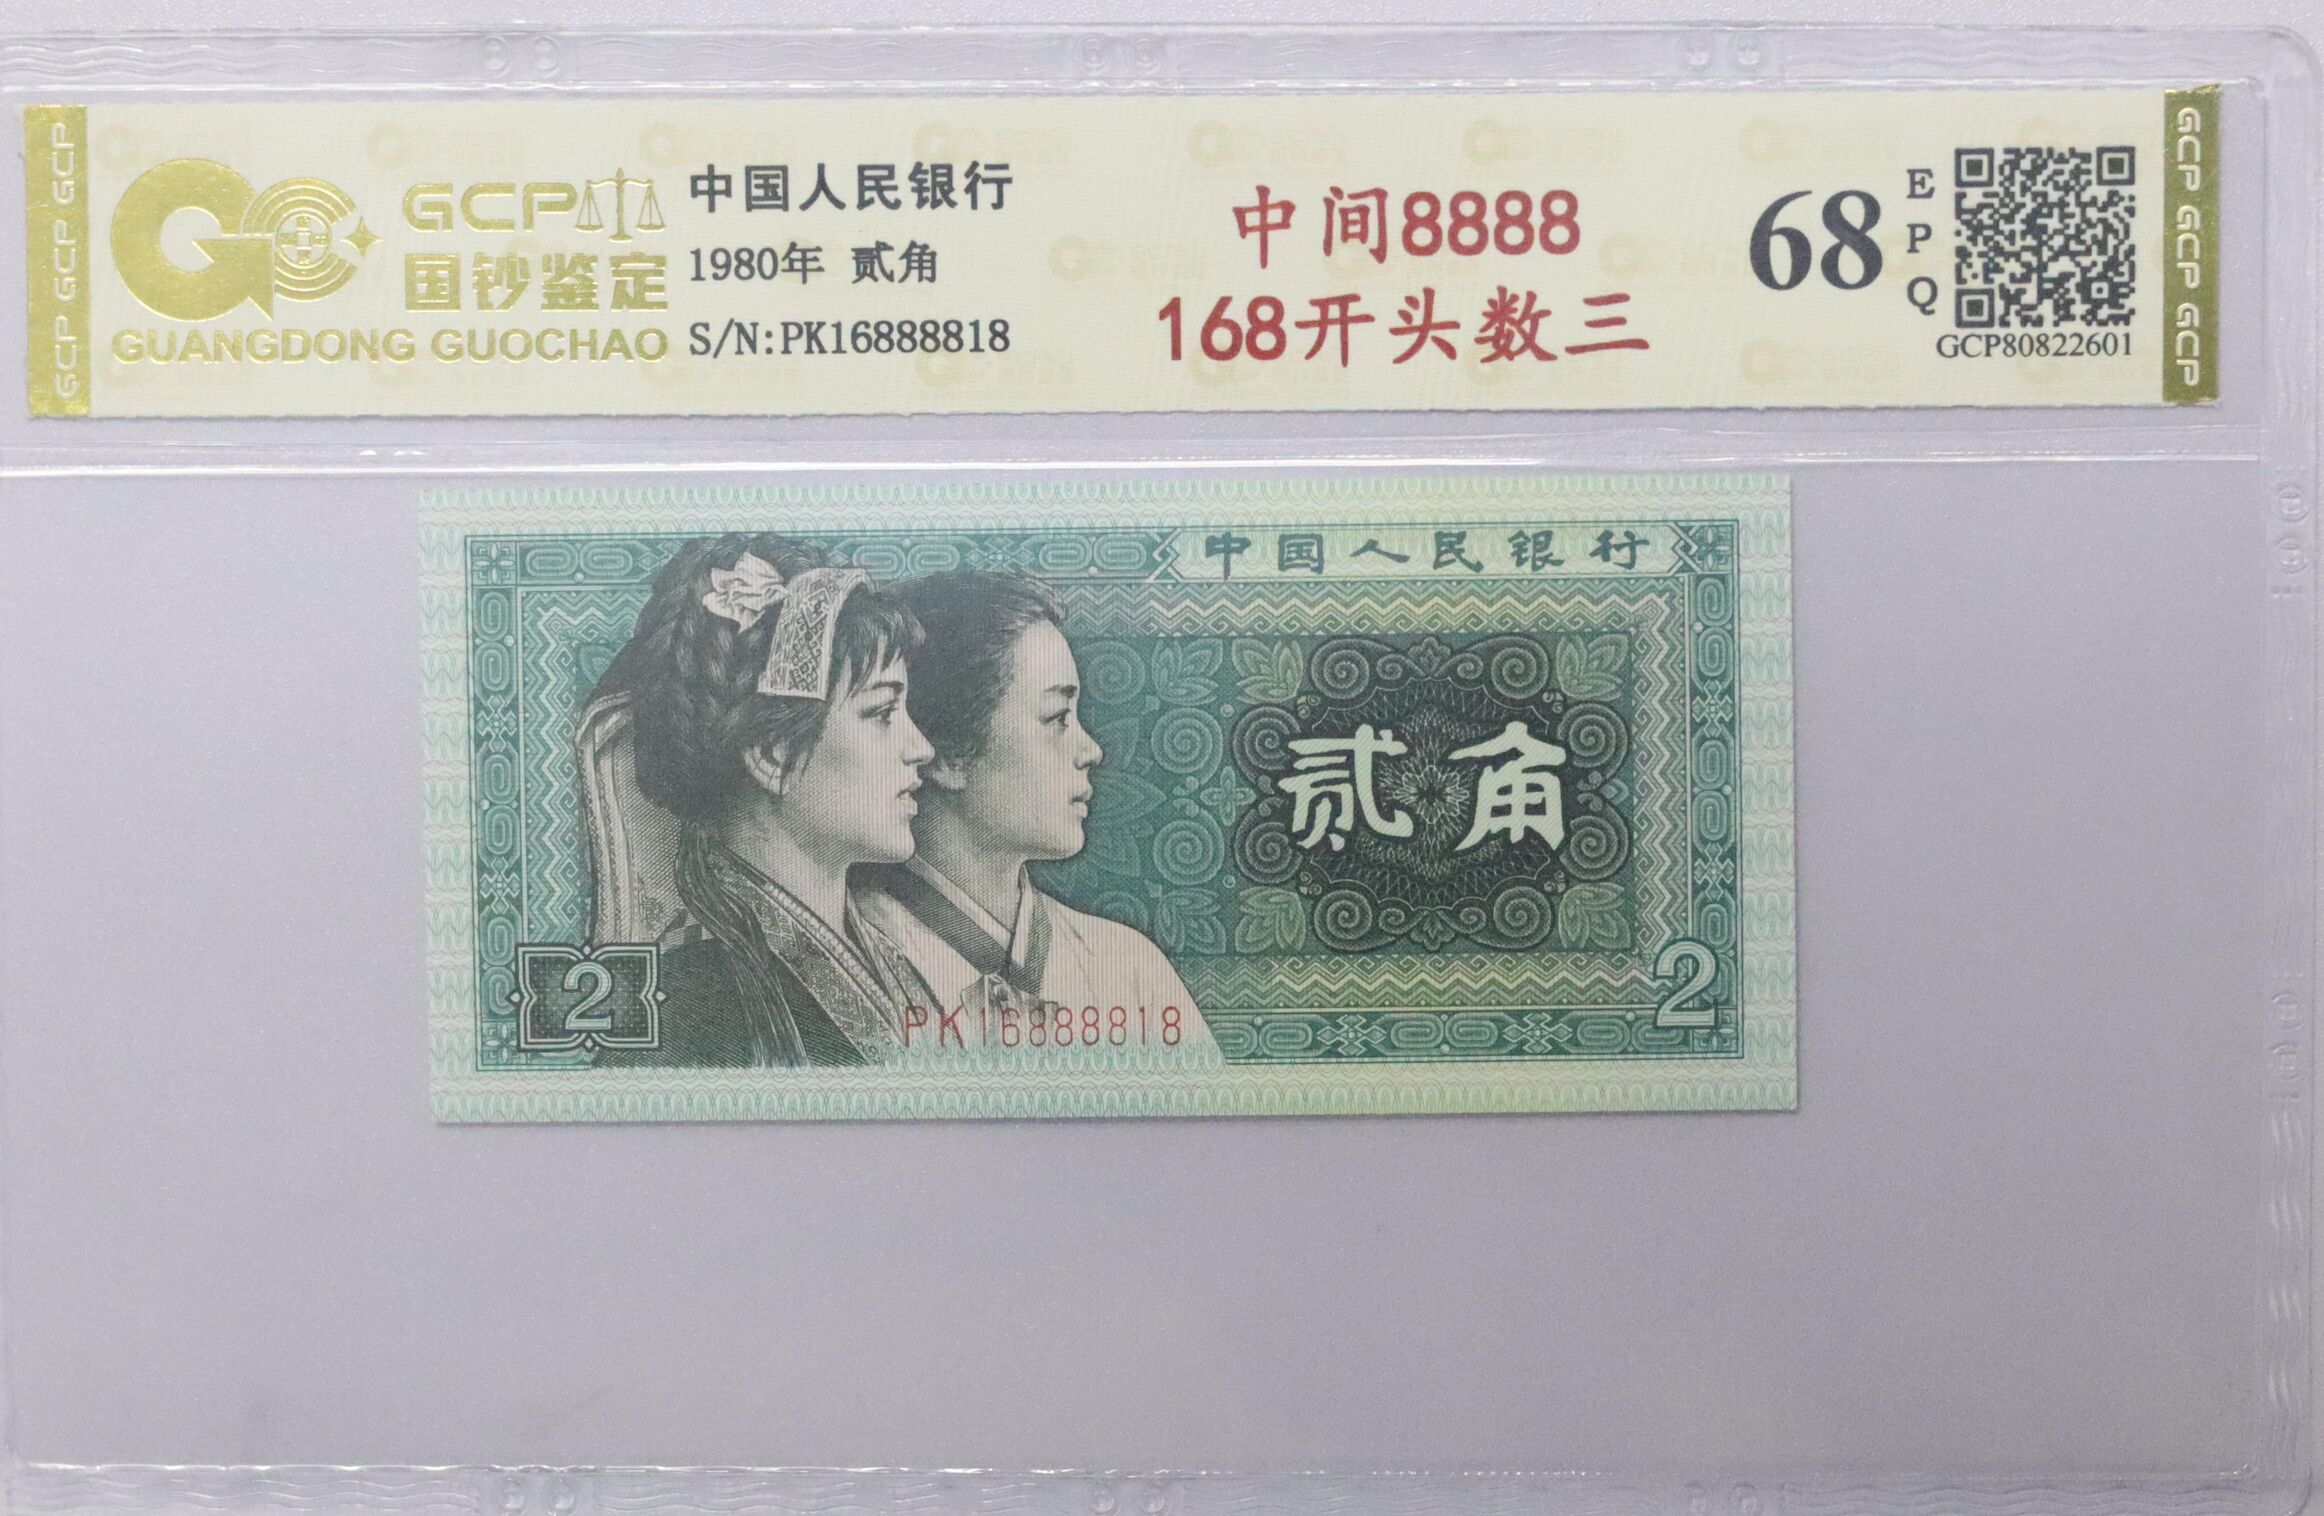 GCP GCP GCP
GCP
国钞鉴定
GUANGDONG GUOCHAO
中国人民银行
1980年 贰角
S/N:PK16888818
中间8888
168开头数三
68
E
P
Q
GCP80822601
GCP GCP GCP
中国人民银行
贰角
2
PK16888818
2